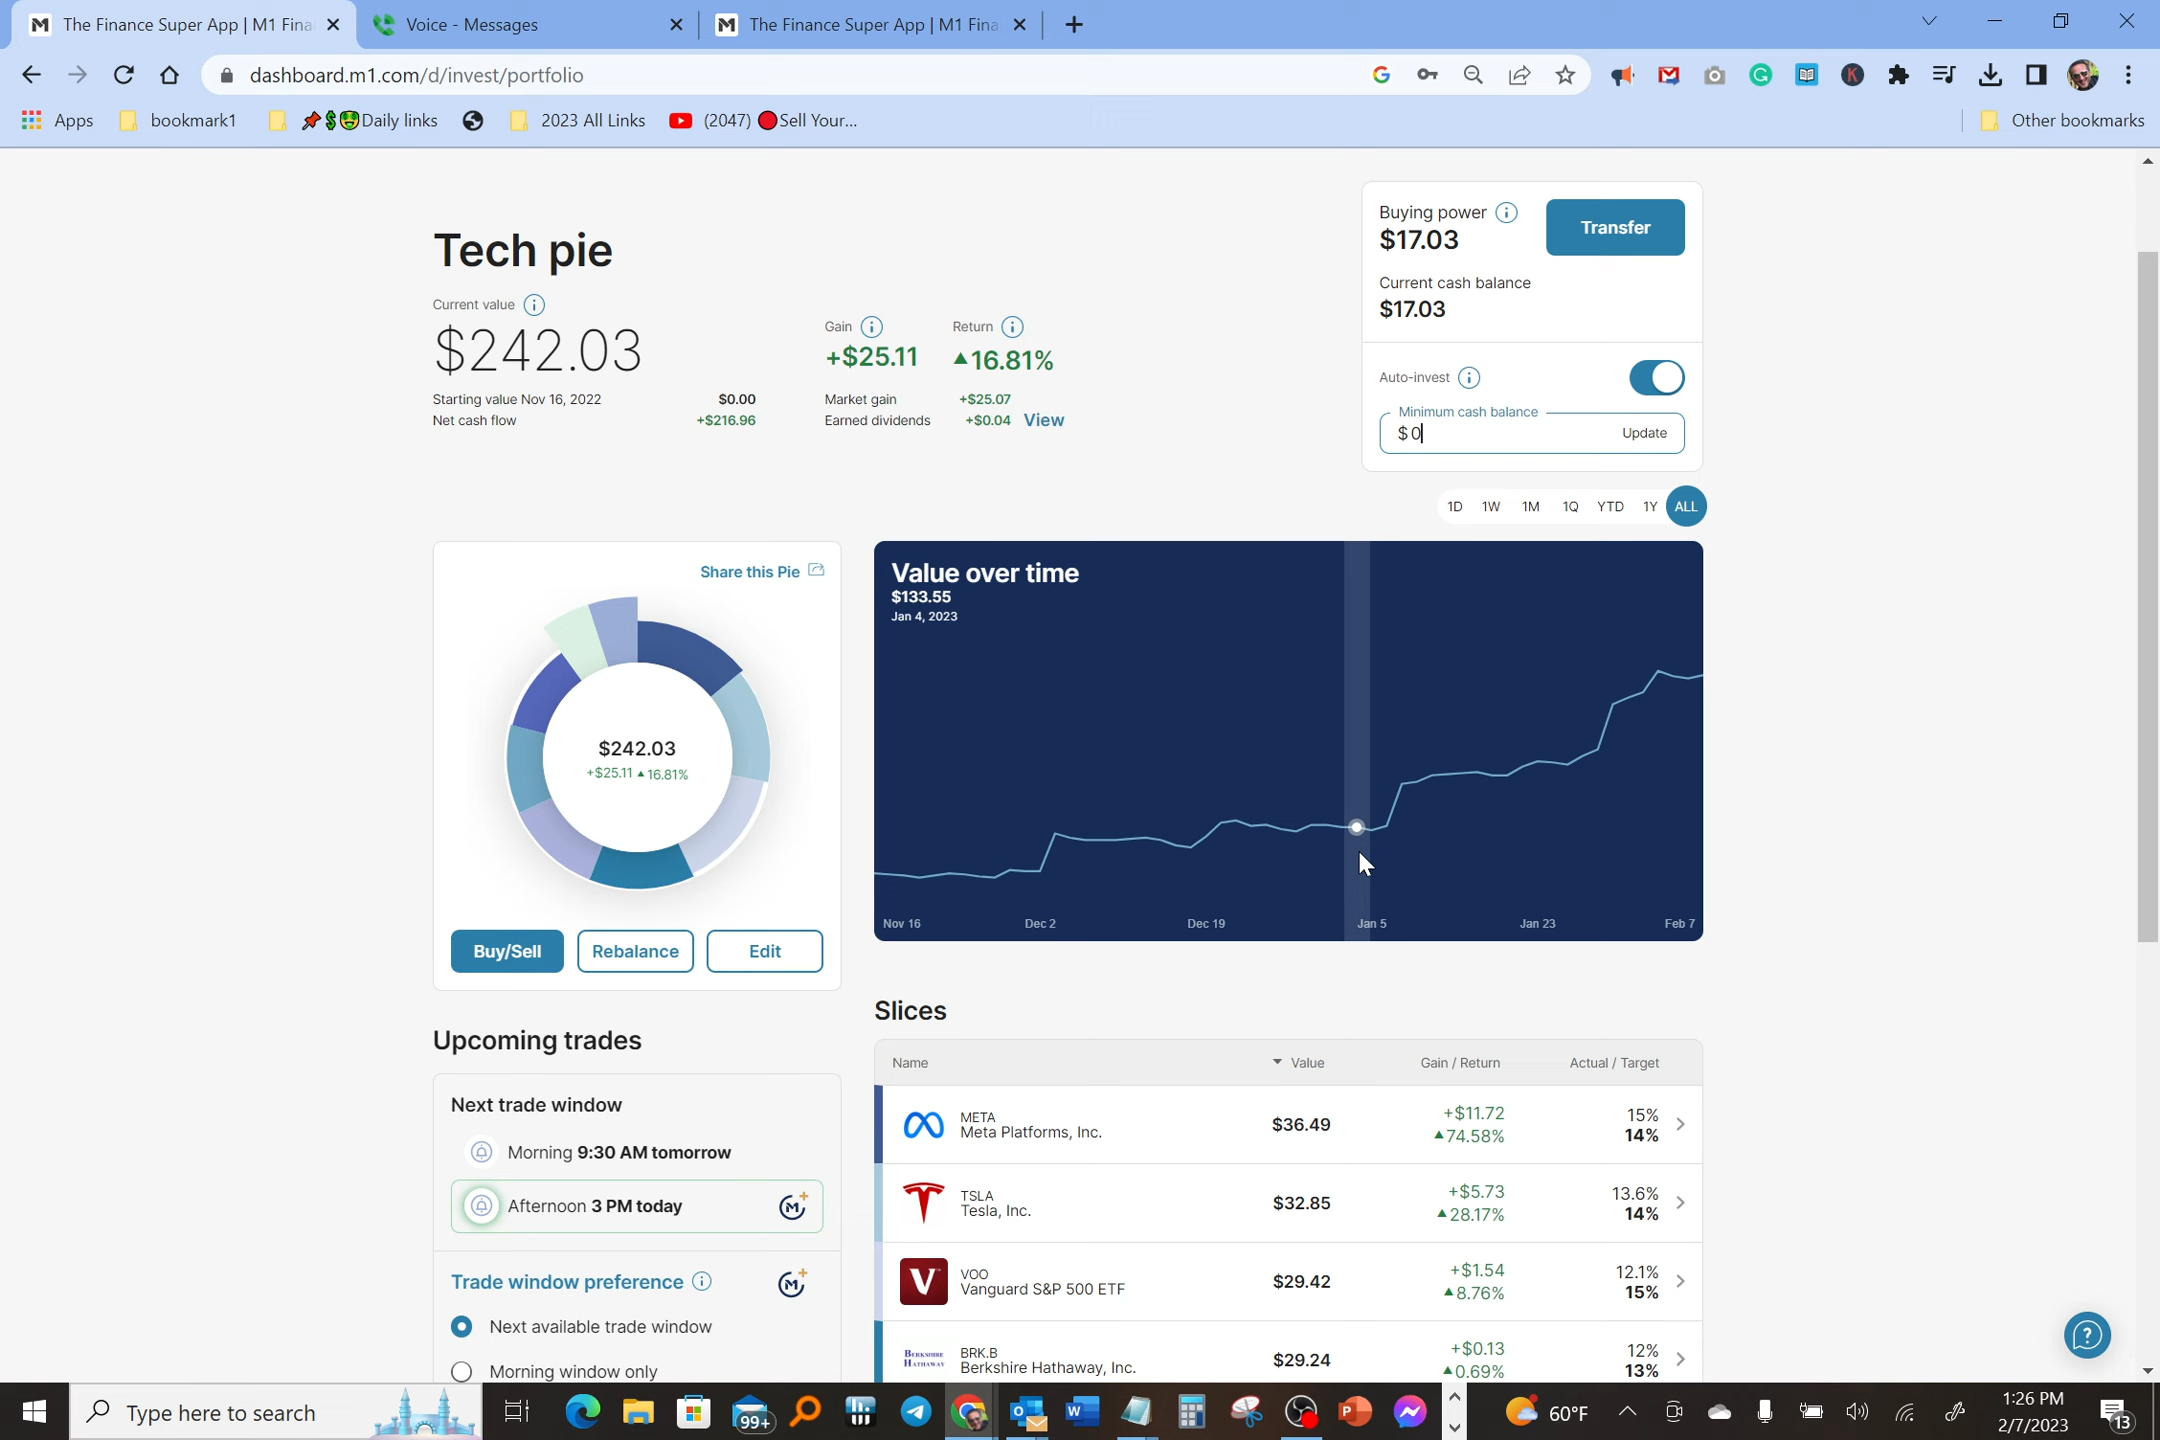 The Finance Super App | M1 Fina
Voice - Messages
The Finance Super App | M1 Fina
dashboard.m1.com/d/invest/portfolio
Apps
bookmark1
Daily links
2023 All Links
(2047) 🔴Sell Your...
Other bookmarks
Tech pie
Current value
$242.03
Starting value Nov 16, 2022 $0.00
Net cash flow +$216.96
Gain
+$25.11
Return
▲16.81%
Market gain +$25.07
Earned dividends +$0.04 View
Buying power
$17.03
Transfer
Current cash balance
$17.03
Auto-invest
Minimum cash balance
$ 0
Update
1D 1W 1M 1Q YTD 1Y ALL
Share this Pie
$242.03
+$25.11 ▲ 16.81%
Buy/Sell
Rebalance
Edit
Value over time
$133.55
Jan 4, 2023
Nov 16 Dec 2 Dec 19 Jan 5 Jan 23 Feb 7
Upcoming trades
Next trade window
Morning 9:30 AM tomorrow
Afternoon 3 PM today
Trade window preference
Next available trade window
Morning window only
Slices
Name Value Gain / Return Actual / Target
META
Meta Platforms, Inc.
$36.49
+$11.72
▲74.58%
15%
14%
TSLA
Tesla, Inc.
$32.85
+$5.73
▲28.17%
13.6%
14%
VOO
Vanguard S&P 500 ETF
$29.42
+$1.54
▲8.76%
12.1%
15%
BERKSHIRE
HATHAWAY
BRK.B
Berkshire Hathaway, Inc.
$29.24
+$0.13
▲0.69%
12%
13%
Type here to search
99+
60°F
1:26 PM
2/7/2023
13